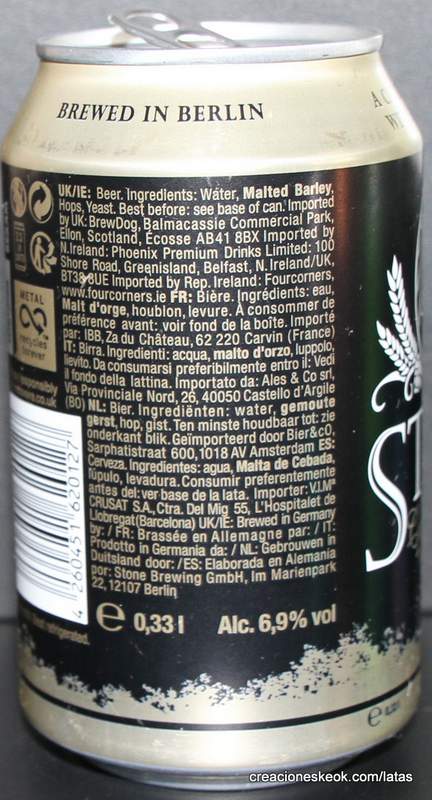 BREWED IN BERLIN
A C
W
UK/IE: Beer. Ingredients: Water, Malted Barley,
Hops, Yeast. Best before: see base of can. Imported
by UK: BrewDog, Balmacassie Commercial Park,
Ellon, Scotland, Écosse AB41 8BX Imported by
N.Ireland: Phoenix Premium Drinks Limited: 100
Shore Road, Greenisland, Belfast, N. Ireland/UK,
BT38 8UE Imported by Rep. Ireland: Fourcorners,
www.fourcorners.ie FR: Bière. Ingrédients: eau,
Malt d'orge, houblon, levure. À consommer de
préférence avant: voir fond de la boîte. Importé
par: IBB, Za du Château, 62 220 Carvin (France)
IT: Birra. Ingredienti: acqua, malto d'orzo, luppolo,
lievito. Da consumarsi preferibilmente entro il: Vedi
il fondo della lattina. Importato da: Ales & Co srl,
Via Provinciale Nord, 26, 40050 Castello d'Argile
(BO) NL: Bier. Ingrediënten: water, gemoute
gerst, hop, gist. Ten minste houdbaar tot: zie
onderkant blik. Geïmporteerd door Bier&cO,
Sarphatistraat 600, 1018 AV Amsterdam ES:
Cerveza. Ingredientes: agua, Malta de Cebada,
lúpulo, levadura. Consumir preferentemente
antes del: ver base de la lata. Importer: V.I.Mª
CRUSAT S.A., Ctra. Del Mig 55, L'Hospitalet de
Llobregat (Barcelona) UK/IE: Brewed in Germany
by: / FR: Brassée en Allemagne par: / IT:
Prodotto in Germania da: / NL: Gebrouwen in
Duitsland door: / ES: Elaborada en Alemania
por: Stone Brewing GmbH, Im Marienpark
22, 12107 Berlin
METAL
recycles
forever
responsibly
.co.uk
4 260451 620127
refrigerated.
e 0,33 l Alc. 6,9% vol
ST
e
creacioneskeok.com/latas